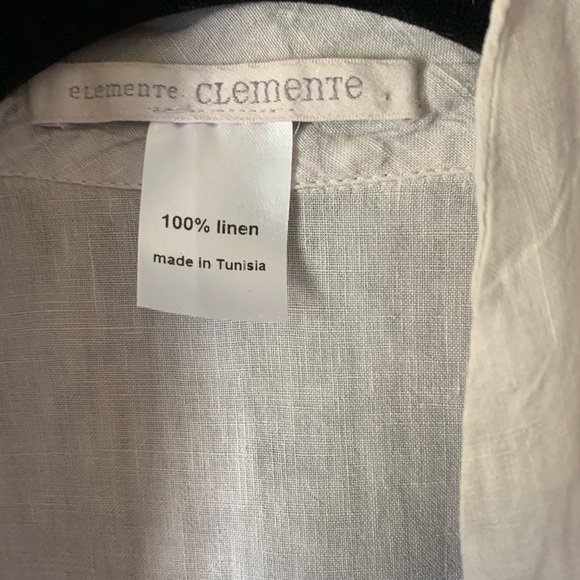 eLemenTe CLemenTe
100% linen
made in Tunisia